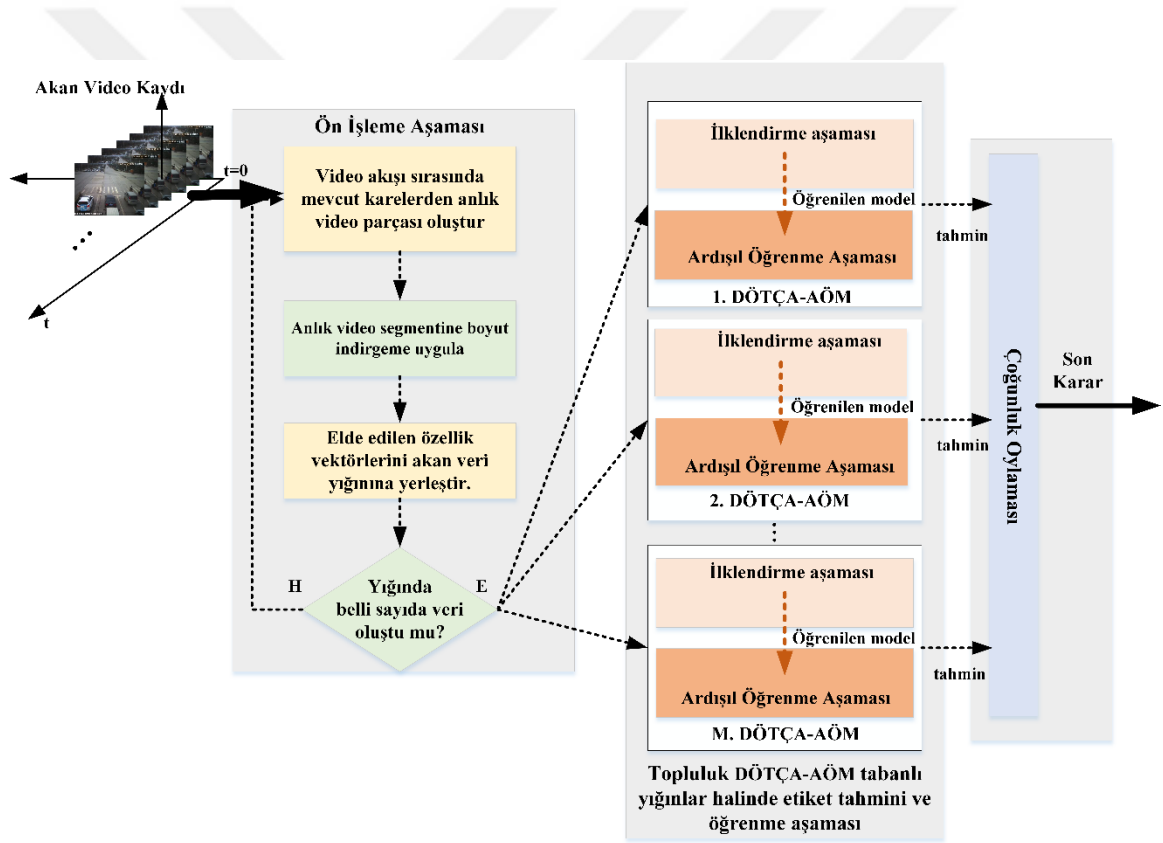 Akan Video Kaydı
t=0
t
Ön İşleme Aşaması
Video akışı sırasında
mevcut karelerden anlık
video parçası oluştur
Anlık video segmentine boyut
indirgeme uygula
Elde edilen özellik
vektörlerini akan veri
yığınına yerleştir.
H
Yığında
belli sayıda veri
oluştu mu?
E
İlklendirme aşaması
Öğrenilen model
Ardışıl Öğrenme Aşaması
1. DÖTÇA-AÖM
İlklendirme aşaması
Öğrenilen model
Ardışıl Öğrenme Aşaması
2. DÖTÇA-AÖM
⋮
İlklendirme aşaması
Öğrenilen model
Ardışıl Öğrenme Aşaması
M. DÖTÇA-AÖM
Topluluk DÖTÇA-AÖM tabanlı
yığınlar halinde etiket tahmini ve
öğrenme aşaması
tahmin
tahmin
tahmin
Çoğunluk Oylaması
Son
Karar